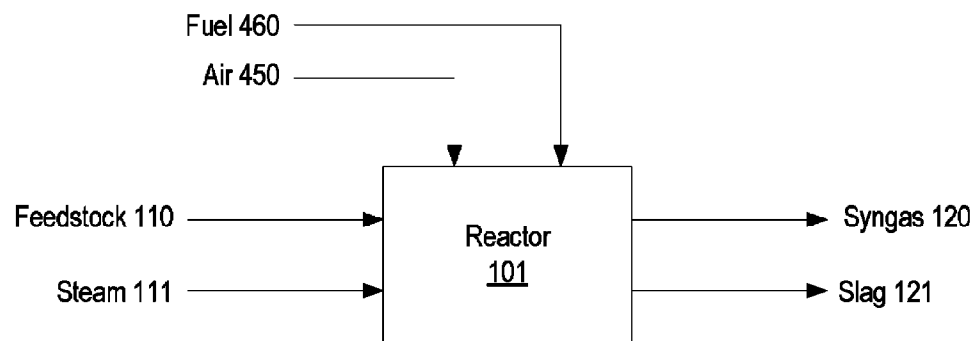 Fuel 460
Air 450
Feedstock 110
Steam 111
Reactor
101
Syngas 120
Slag 121